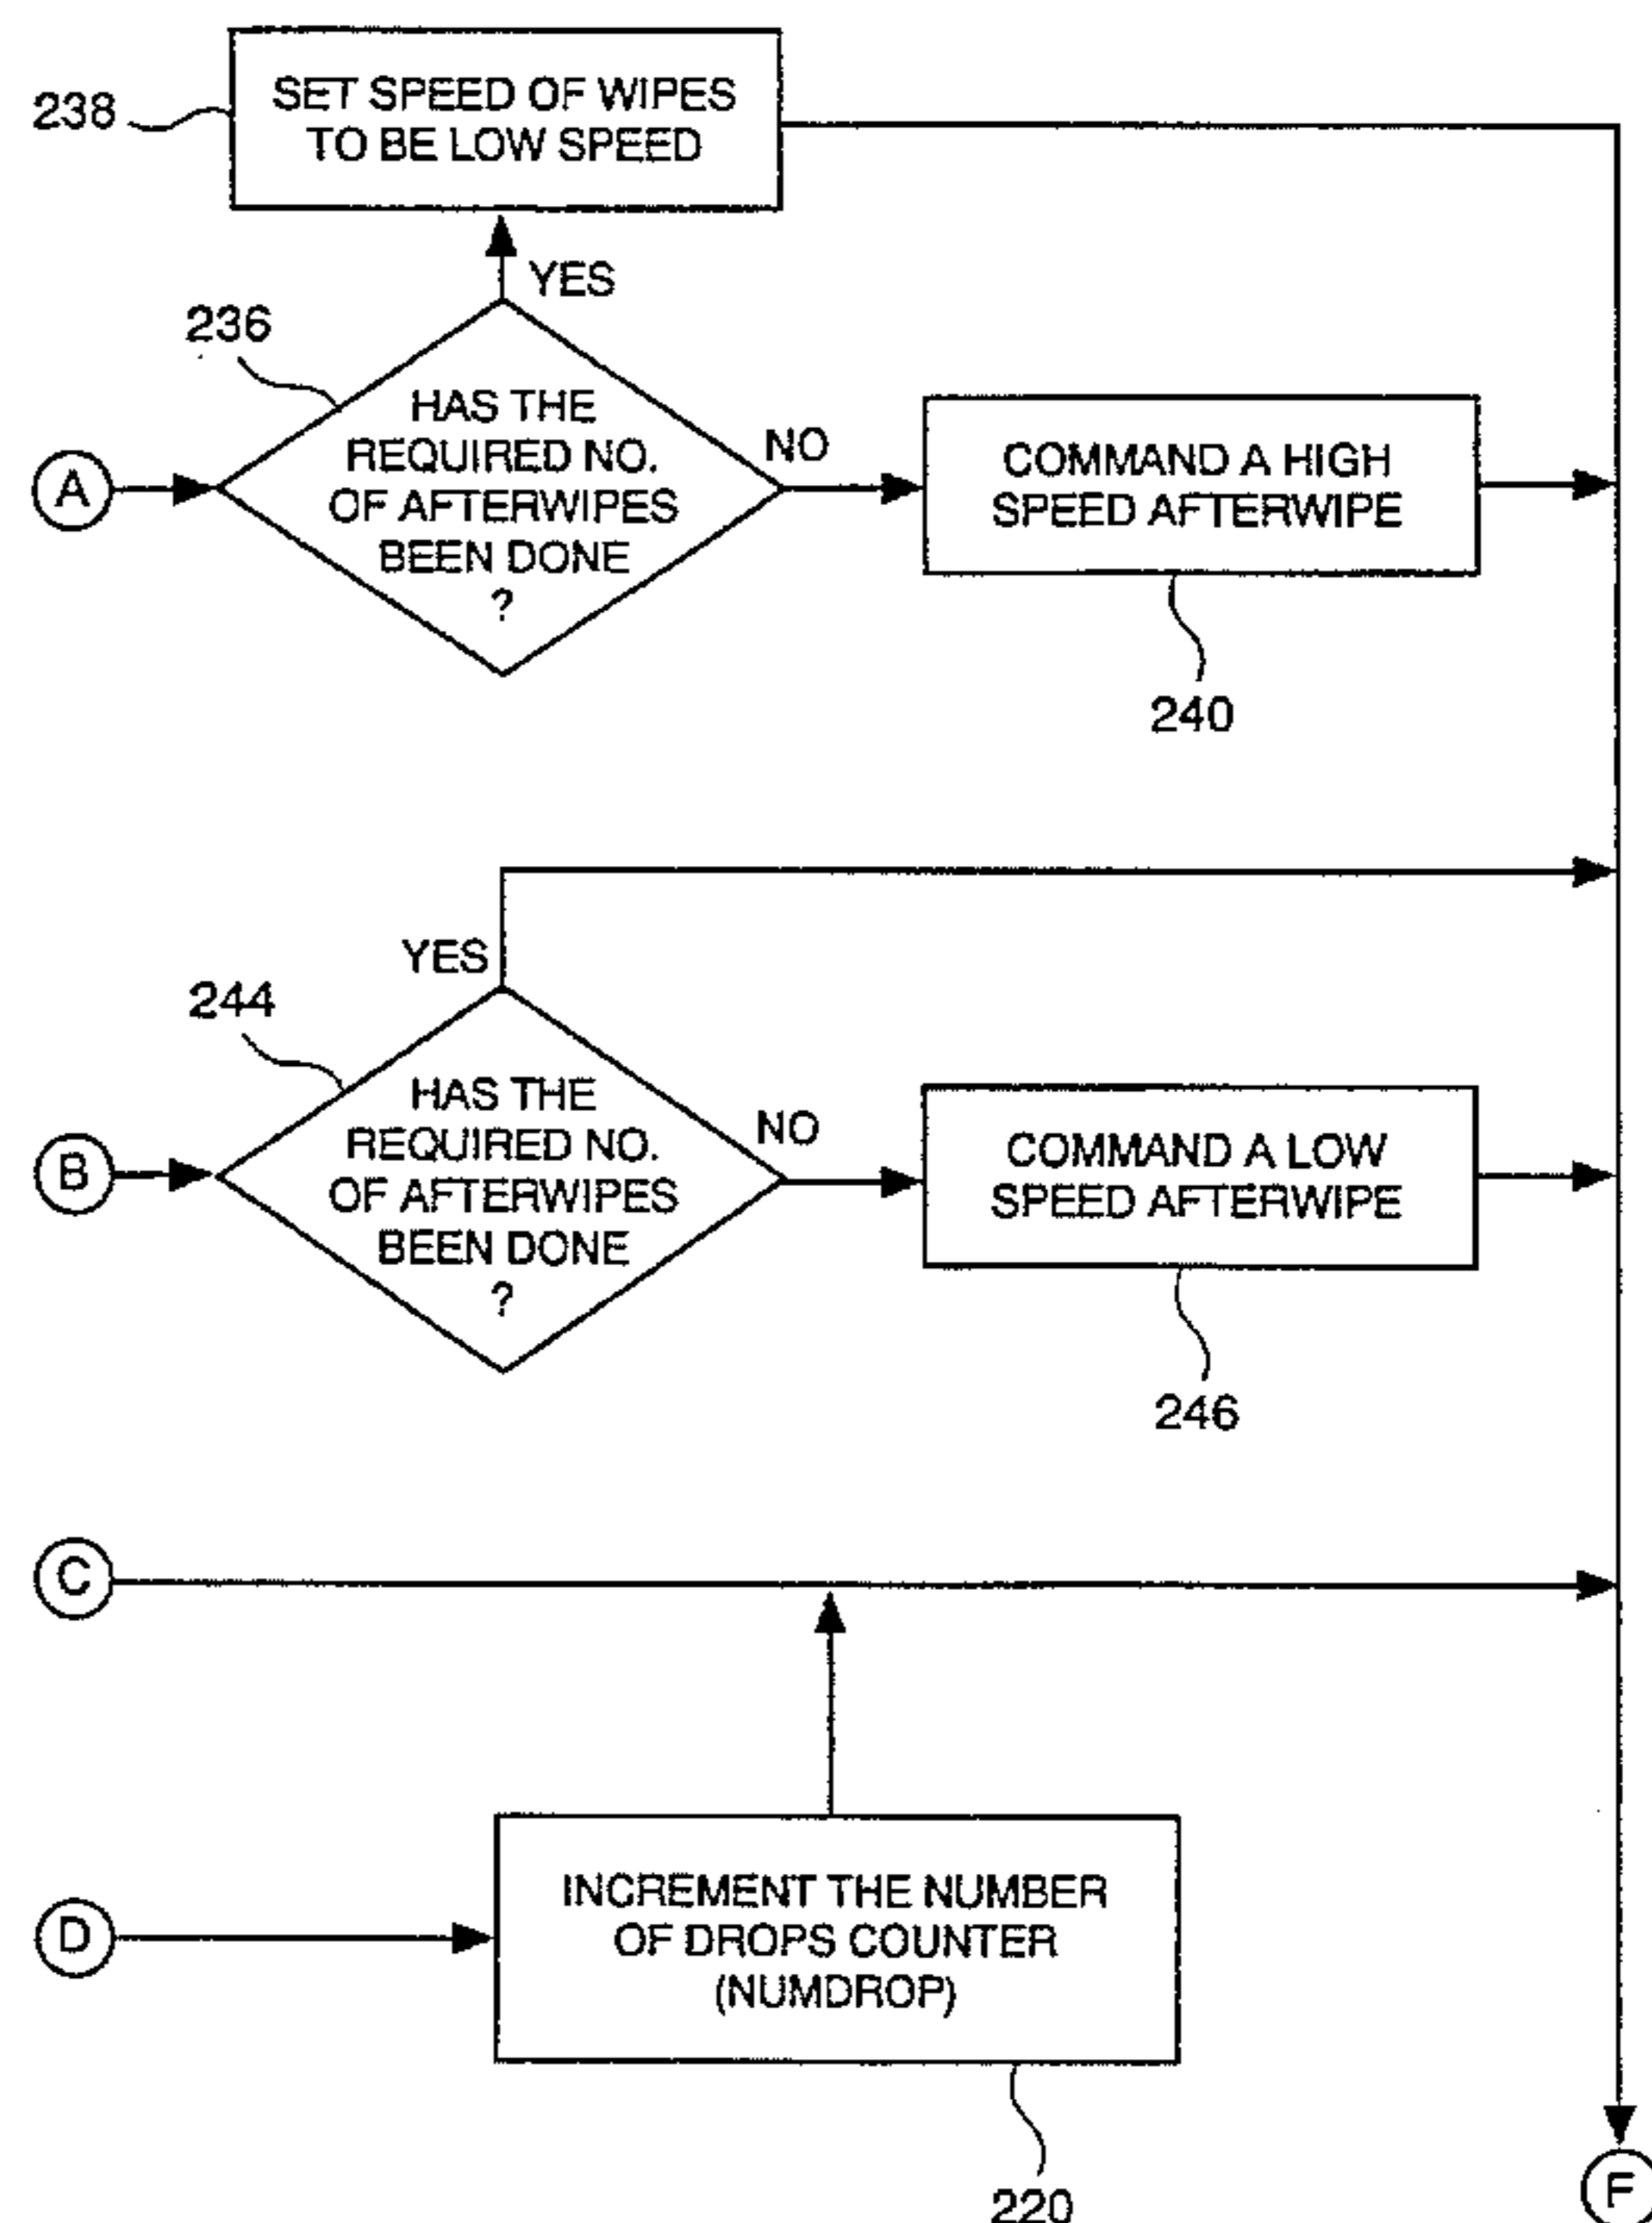 238
SET SPEED OF WIPES
TO BE LOW SPEED
YES
236
HAS THE
REQUIRED NO.
OF AFTERWIPES
BEEN DONE
?
A
NO
COMMAND A HIGH
SPEED AFTERWIPE
240
YES
244
HAS THE
REQUIRED NO.
OF AFTERWIPES
BEEN DONE
?
B
NO
COMMAND A LOW
SPEED AFTERWIPE
246
C
D
INCREMENT THE NUMBER
OF DROPS COUNTER
(NUMDROP)
220
F